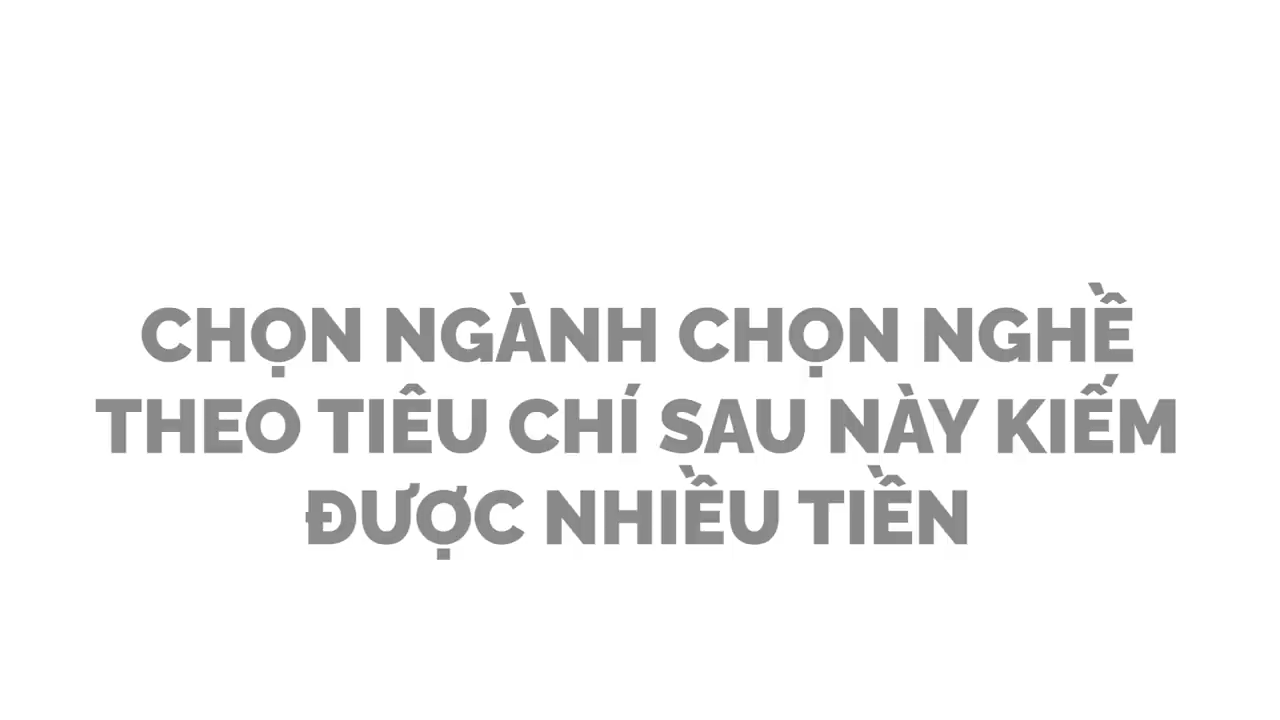 CHỌN NGÀNH CHỌN NGHỀ
THEO TIÊU CHÍ SAU NÀY KIẾM
ĐƯỢC NHIỀU TIỀN